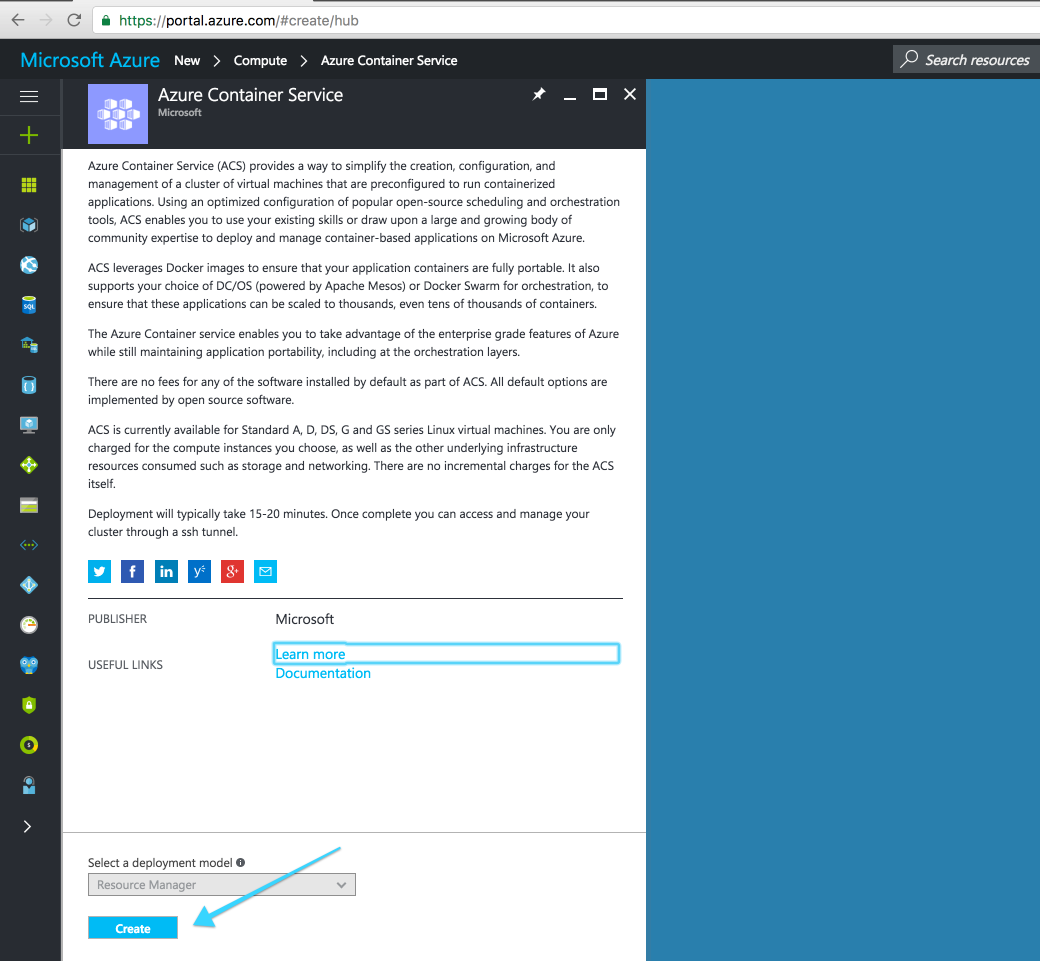 https://portal.azure.com/#create/hub
Microsoft Azure New > Compute > Azure Container Service
Search resources
Azure Container Service
Microsoft
Azure Container Service (ACS) provides a way to simplify the creation, configuration, and
management of a cluster of virtual machines that are preconfigured to run containerized
applications. Using an optimized configuration of popular open-source scheduling and orchestration
tools, ACS enables you to use your existing skills or draw upon a large and growing body of
community expertise to deploy and manage container-based applications on Microsoft Azure.
ACS leverages Docker images to ensure that your application containers are fully portable. It also
supports your choice of DC/OS (powered by Apache Mesos) or Docker Swarm for orchestration, to
ensure that these applications can be scaled to thousands, even tens of thousands of containers.
The Azure Container service enables you to take advantage of the enterprise grade features of Azure
while still maintaining application portability, including at the orchestration layers.
There are no fees for any of the software installed by default as part of ACS. All default options are
implemented by open source software.
ACS is currently available for Standard A, D, DS, G and GS series Linux virtual machines. You are only
charged for the compute instances you choose, as well as the other underlying infrastructure
resources consumed such as storage and networking. There are no incremental charges for the ACS
itself.
Deployment will typically take 15-20 minutes. Once complete you can access and manage your
cluster through a ssh tunnel.
PUBLISHER
Microsoft
USEFUL LINKS
Learn more
Documentation
Select a deployment model
Resource Manager
Create
SQL